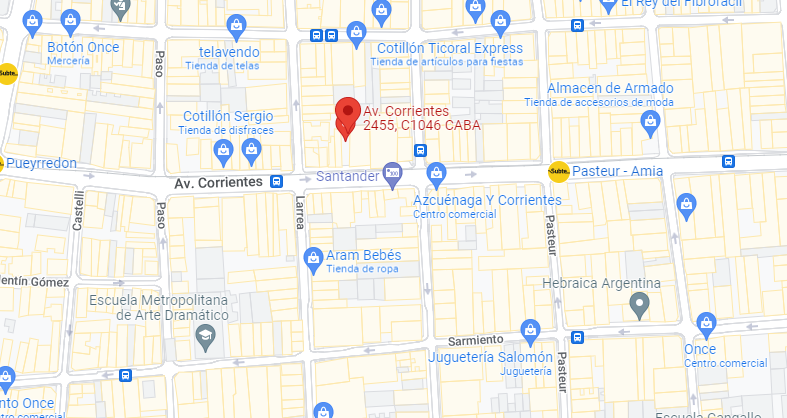 El Rey del Fibrofácil
Botón Once
Mercería
telavendo
Tienda de telas
Cotillón Ticoral Express
Tienda de artículos para fiestas
Paso
Subte..
Almacen de Armado
Tienda de accesorios de moda
Av. Corrientes
2455, C1046 CABA
Cotillón Sergio
Tienda de disfraces
Pueyrredon
Santander
Subte..
Pasteur - Amia
Av. Corrientes
Azcuénaga Y Corrientes
Centro comercial
Castelli
Paso
Larrea
Pasteur
Aram Bebés
Tienda de ropa
entín Gómez
Hebraica Argentina
Escuela Metropolitana
de Arte Dramático
Sarmiento
Juguetería Salomón
Juguetería
Pasteur
Once
Centro comercial
nto Once
ercial
Escuela Cangallo